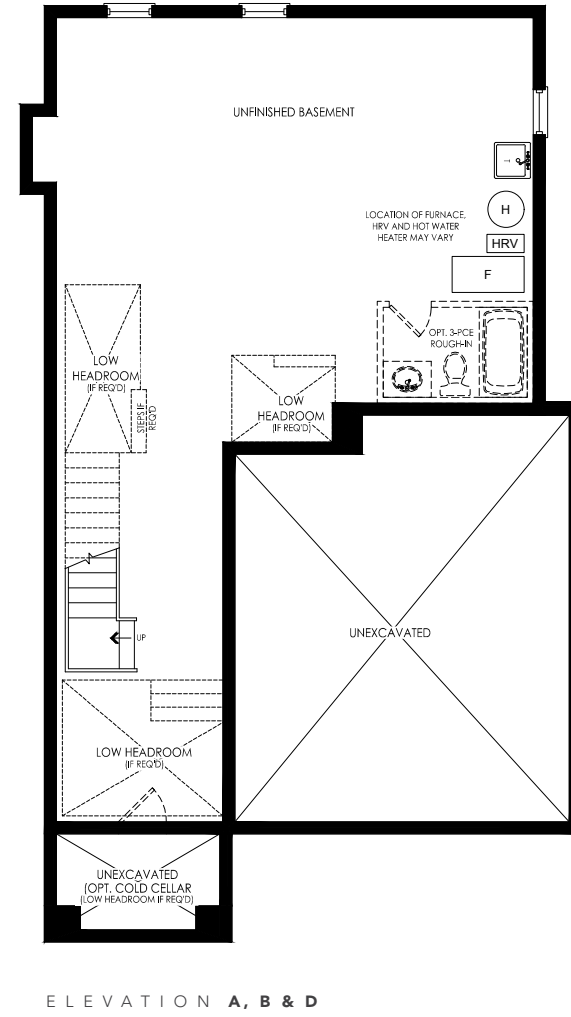 UNFINISHED BASEMENT
T
LOCATION OF FURNACE,
HRV AND HOT WATER
HEATER MAY VARY
H
HRV
F
OPT. 3-PCE
ROUGH-IN
LOW
HEADROOM
(IF REQ'D)
STEPS IF
REQ'D
LOW
HEADROOM
(IF REQ'D)
UP
UNEXCAVATED
LOW HEADROOM
(IF REQ'D)
UNEXCAVATED
(OPT. COLD CELLAR
(LOW HEADROOM IF REQ'D)
ELEVATION A, B & D